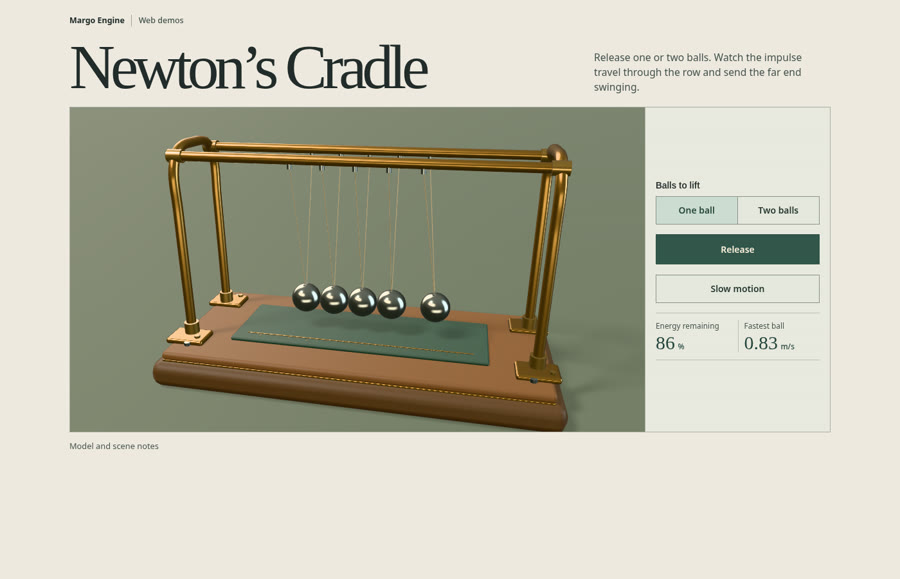 Margo Engine
Web demos
Newton’s Cradle
Release one or two balls. Watch the impulse
travel through the row and send the far end
swinging.
Balls to lift
One ball
Two balls
Release
Slow motion
Energy remaining
86 %
Fastest ball
0.83 m/s
Model and scene notes